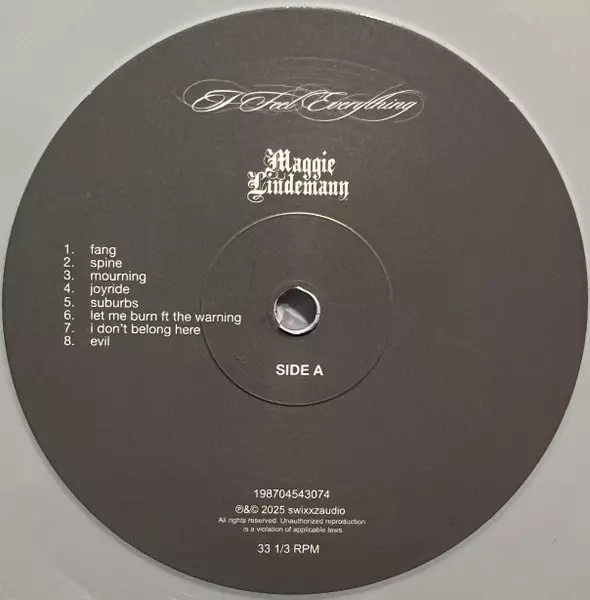 I Feel Everything
Maggie
Lindemann
1. fang
2. spine
3. mourning
4. joyride
5. suburbs
6. let me burn ft the warning
7. i don't belong here
8. evil
SIDE A
198704543074
℗&© 2025 swixxzaudio
All rights reserved. Unauthorized reproduction
is a violation of applicable laws
33 1/3 RPM